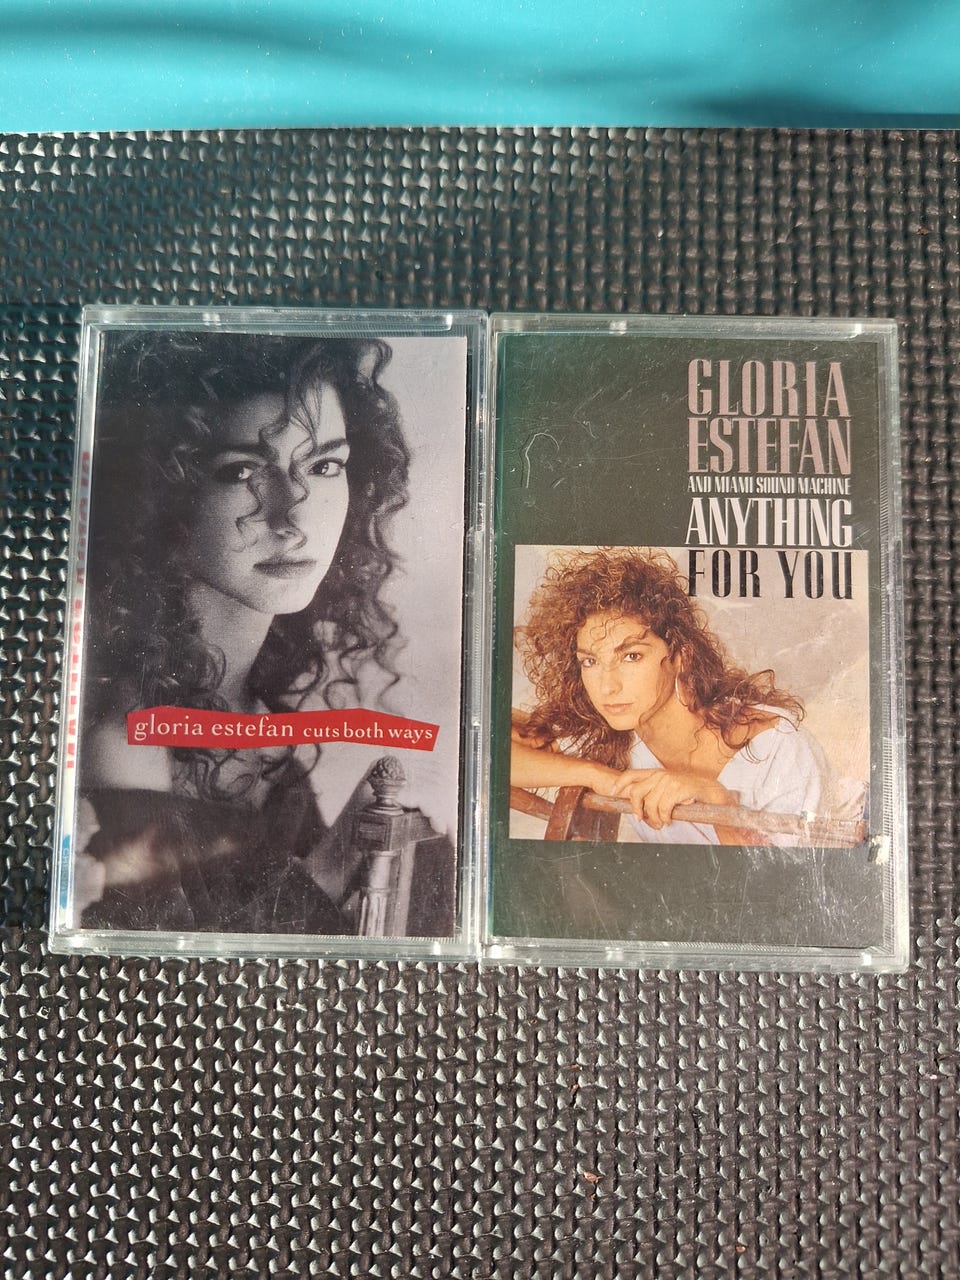 gloria estefan cuts both ways
GLORIA
ESTEFAN
AND MIAMI SOUND MACHINE
ANYTHING
FOR YOU